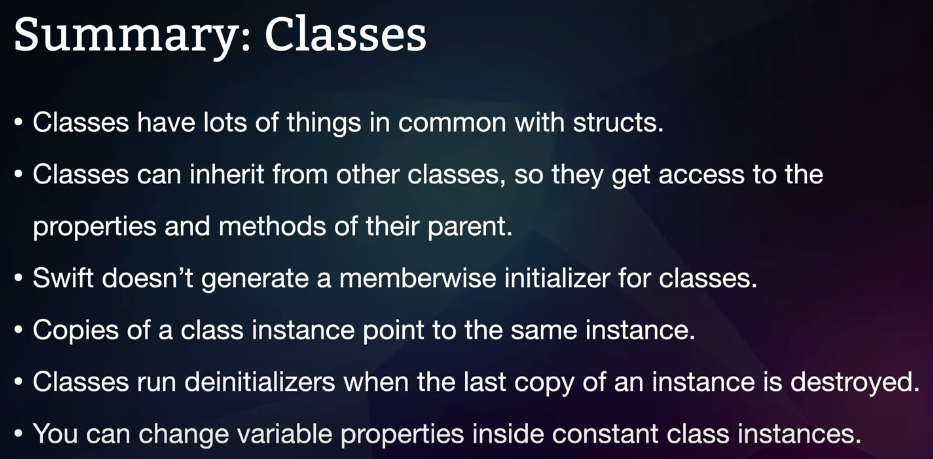 Summary: Classes
• Classes have lots of things in common with structs.
• Classes can inherit from other classes, so they get access to the
properties and methods of their parent.
• Swift doesn’t generate a memberwise initializer for classes.
• Copies of a class instance point to the same instance.
• Classes run deinitializers when the last copy of an instance is destroyed.
• You can change variable properties inside constant class instances.